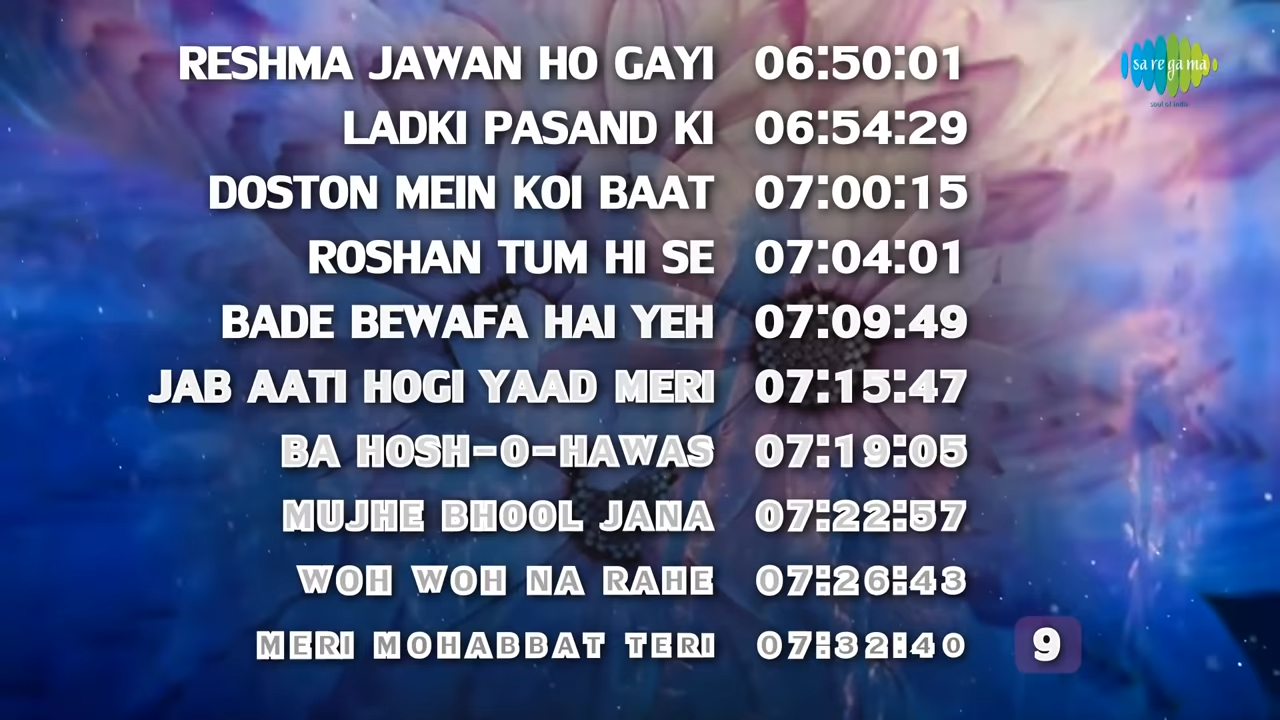 RESHMA JAWAN HO GAYI 06:50:01
sa re ga ma
soul of india
LADKI PASAND KI 06:54:29
DOSTON MEIN KOI BAAT 07:00:15
ROSHAN TUM HI SE 07:04:01
BADE BEWAFA HAI YEH 07:09:49
JAB AATI HOGI YAAD MERI 07:15:47
BA HOSH-O-HAWAS 07:19:05
MUJHE BHOOL JANA 07:22:57
WOH WOH NA RAHE 07:26:43
MERI MOHABBAT TERI 07:32:40 9